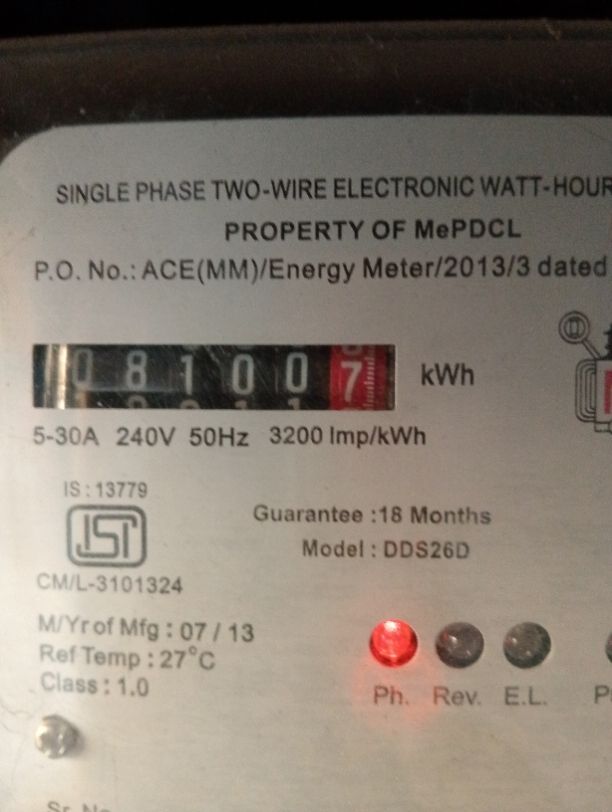 SINGLE PHASE TWO-WIRE ELECTRONIC WATT-HOUR
PROPERTY OF MePDCL
P.O. No.: ACE(MM)/Energy Meter/2013/3 dated
081007 kWh
5-30A 240V 50Hz 3200 Imp/kWh
IS : 13779
ISI
CM/L-3101324
Guarantee :18 Months
Model : DDS26D
M/Yr of Mfg : 07 / 13
Ref Temp : 27°C
Class : 1.0
Ph. Rev. E.L.